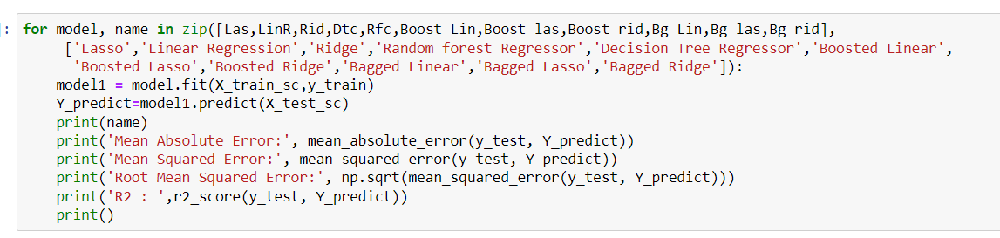 ]: for model, name in zip([Las,LinR,Rid,Dtc,Rfc,Boost_Lin,Boost_las,Boost_rid,Bg_Lin,Bg_las,Bg_rid],
['Lasso','Linear Regression','Ridge','Random forest Regressor','Decision Tree Regressor','Boosted Linear',
'Boosted Lasso','Boosted Ridge','Bagged Linear','Bagged Lasso','Bagged Ridge']):
model1 = model.fit(X_train_sc,y_train)
Y_predict=model1.predict(X_test_sc)
print(name)
print('Mean Absolute Error:', mean_absolute_error(y_test, Y_predict))
print('Mean Squared Error:', mean_squared_error(y_test, Y_predict))
print('Root Mean Squared Error:', np.sqrt(mean_squared_error(y_test, Y_predict)))
print('R2 : ',r2_score(y_test, Y_predict))
print()